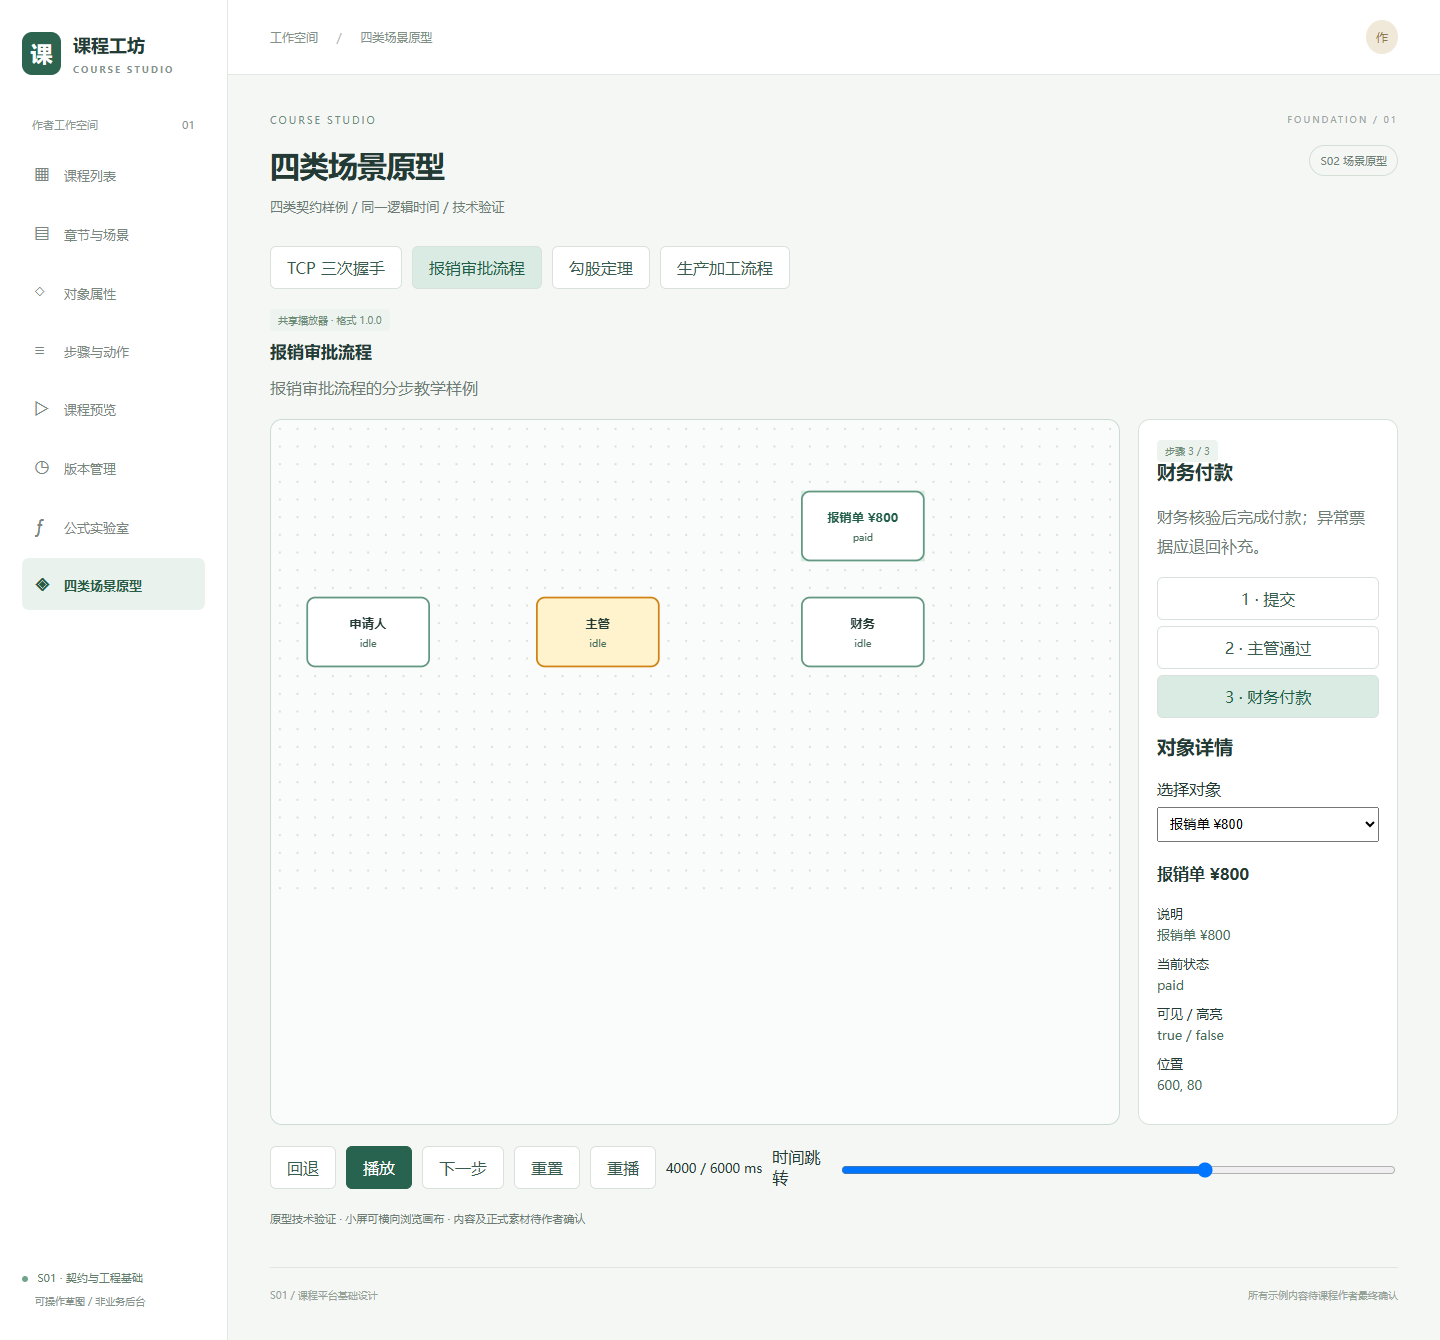 课
课程工坊
COURSE STUDIO
作者工作空间 01
课程列表
章节与场景
对象属性
步骤与动作
课程预览
版本管理
公式实验室
四类场景原型
S01 · 契约与工程基础
可操作草图 / 非业务后台
工作空间 / 四类场景原型
作
COURSE STUDIO
FOUNDATION / 01
四类场景原型
S02 场景原型
四类契约样例 / 同一逻辑时间 / 技术验证
TCP 三次握手
报销审批流程
勾股定理
生产加工流程
共享播放器 · 格式 1.0.0
报销审批流程
报销审批流程的分步教学样例
报销单 ¥800
paid
申请人
idle
主管
idle
财务
idle
步骤 3 / 3
财务付款
财务核验后完成付款；异常票
据应退回补充。
1 · 提交
2 · 主管通过
3 · 财务付款
对象详情
选择对象
报销单 ¥800
报销单 ¥800
说明
报销单 ¥800
当前状态
paid
可见 / 高亮
true / false
位置
600, 80
回退
播放
下一步
重置
重播
4000 / 6000 ms
时间跳
转
原型技术验证 · 小屏可横向浏览画布 · 内容及正式素材待作者确认
S01 / 课程平台基础设计
所有示例内容待课程作者最终确认